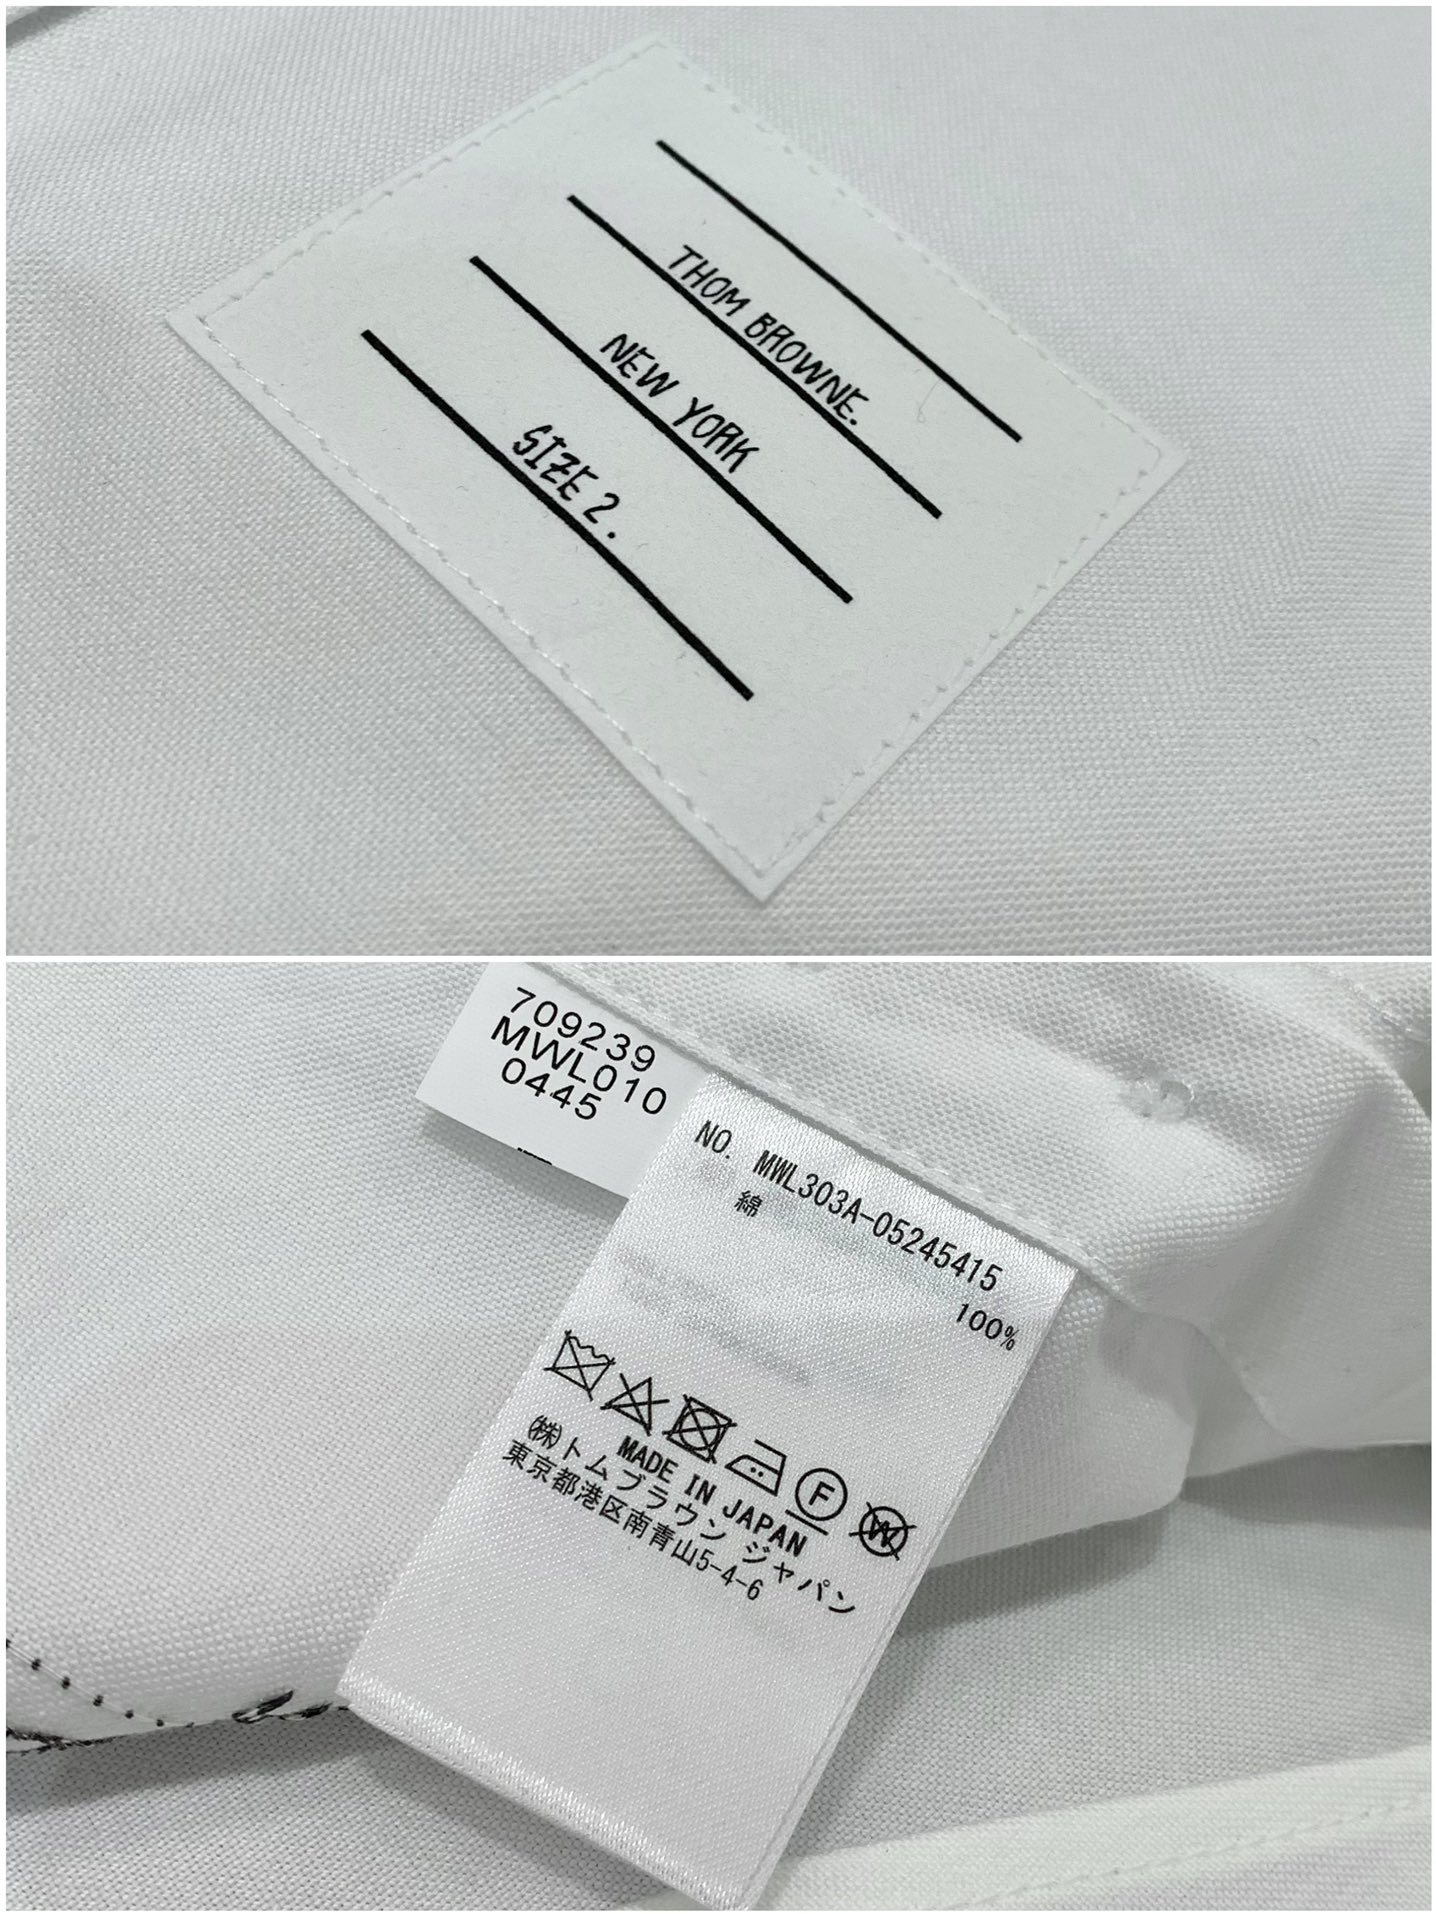 THOM BROWNE.
NEW YORK
SIZE 2.
709239
MWL010
0445
NO. MWL303A-05245415
綿 100%
F
W
MADE IN JAPAN
㈱トムブラウン ジャパン
東京都港区南青山5-4-6